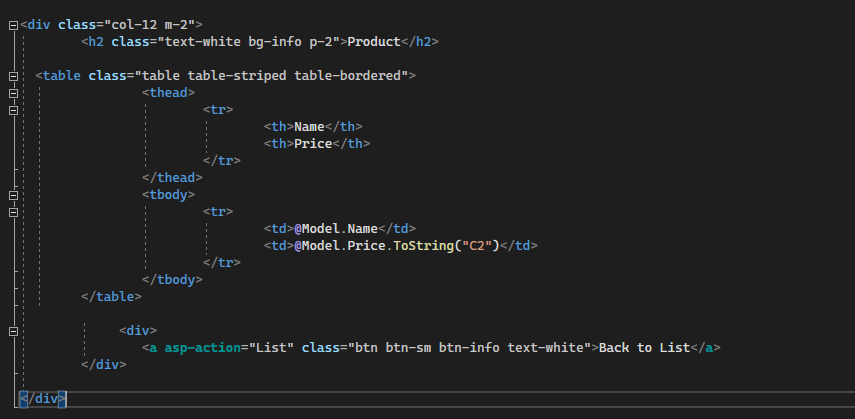 <div class="col-12 m-2">
<h2 class="text-white bg-info p-2">Product</h2>
<table class="table table-striped table-bordered">
<thead>
<tr>
<th>Name</th>
<th>Price</th>
</tr>
</thead>
<tbody>
<tr>
<td>@Model.Name</td>
<td>@Model.Price.ToString("C2")</td>
</tr>
</tbody>
</table>
<div>
<a asp-action="List" class="btn btn-sm btn-info text-white">Back to List</a>
</div>
</div>